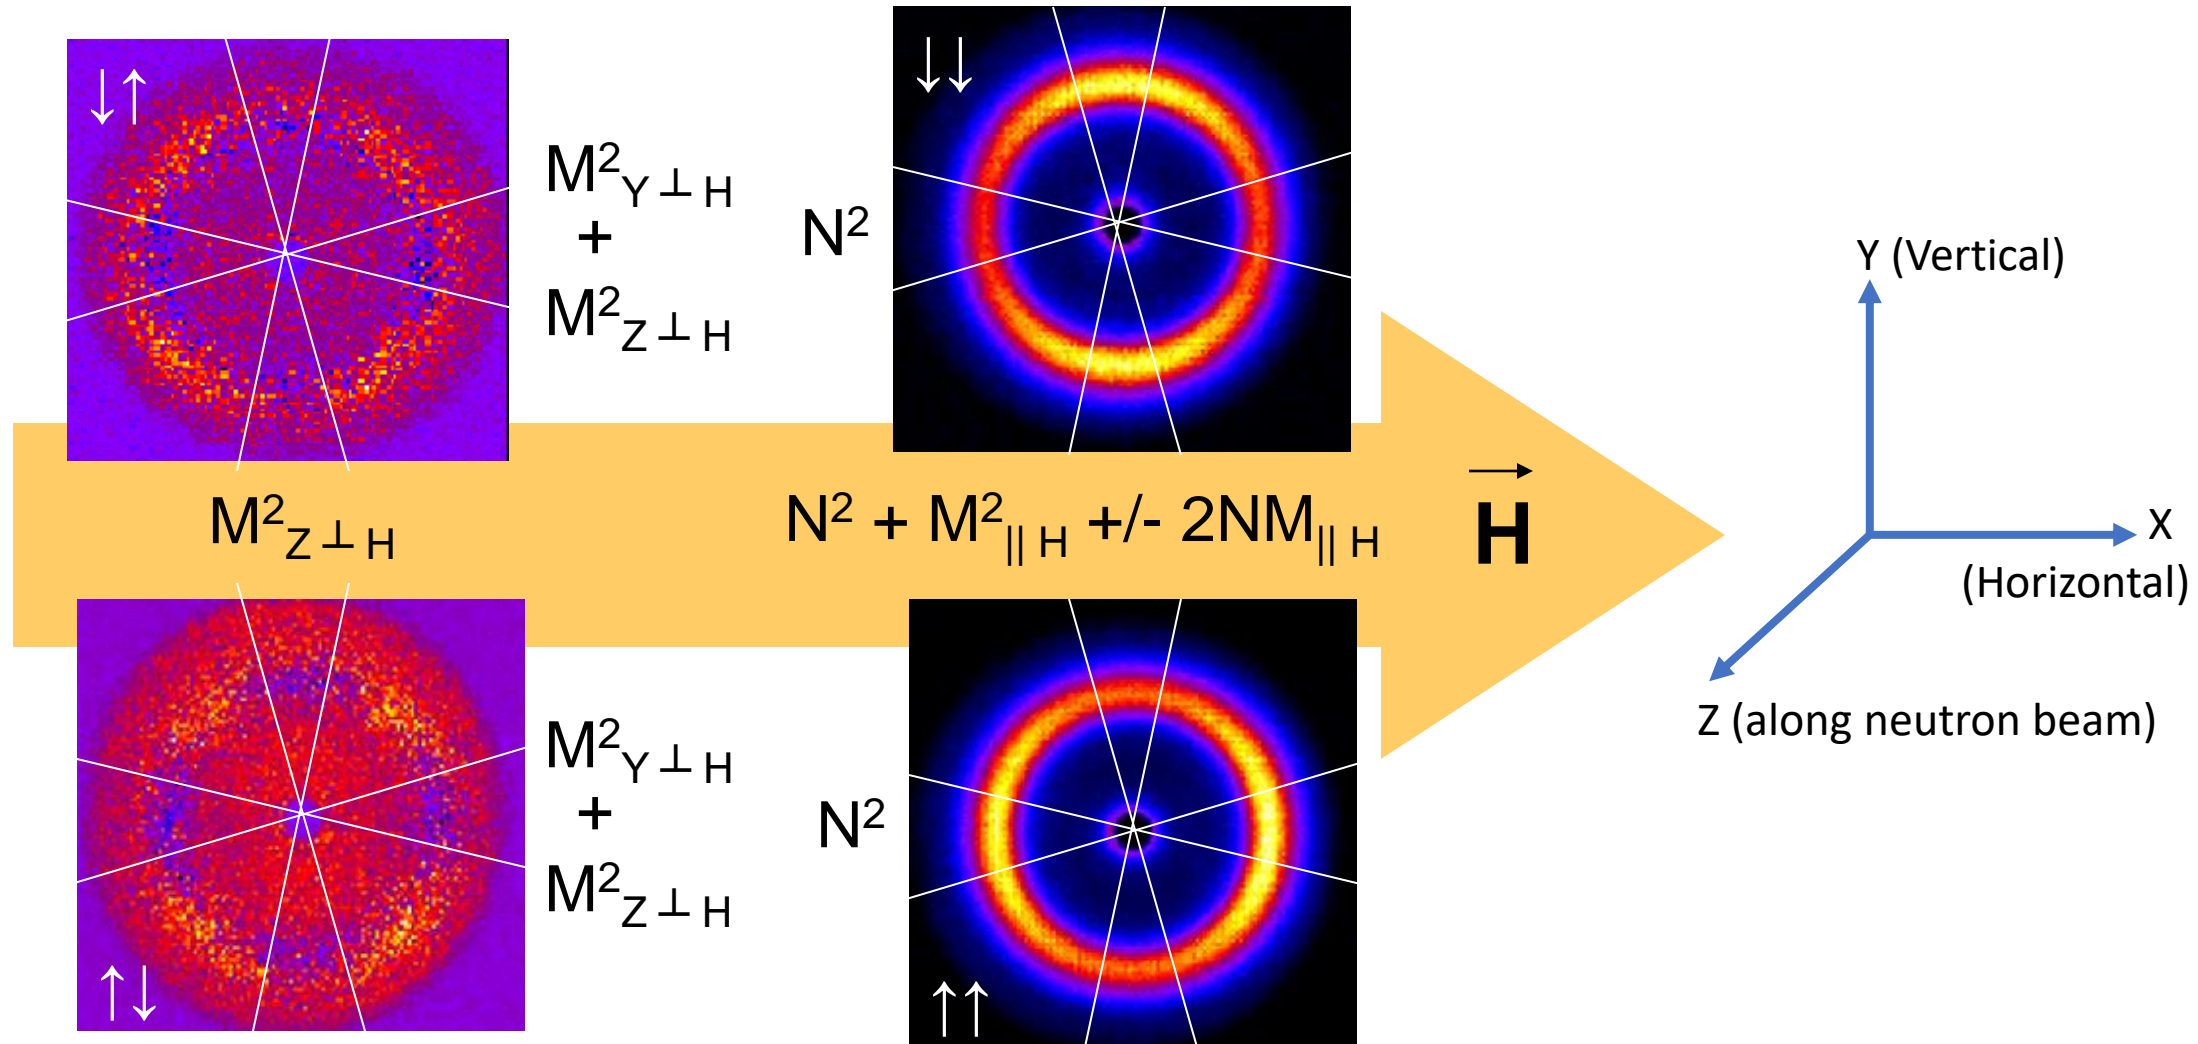 ↓↑
M²Y ⊥ H
+
M²Z ⊥ H
N²
↓↓
M²Z ⊥ H
N² + M²|| H +/- 2NM|| H
H
↑↓
M²Y ⊥ H
+
M²Z ⊥ H
N²
↑↑
Y (Vertical)
X
(Horizontal)
Z (along neutron beam)